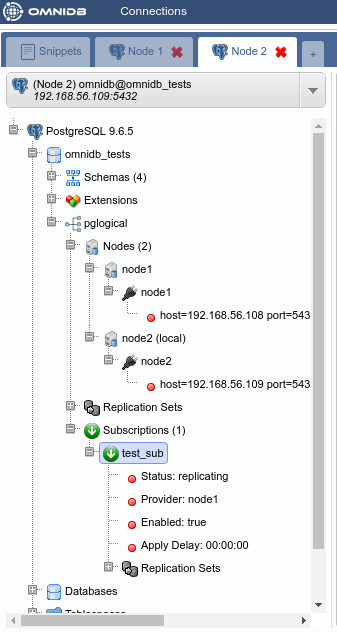 OMNIDB Connections
Snippets Node 1 Node 2 +
(Node 2) omnidb@omnidb_tests
192.168.56.109:5432
PostgreSQL 9.6.5
omnidb_tests
Schemas (4)
Extensions
pglogical
Nodes (2)
node1
node1
host=192.168.56.108 port=543
node2 (local)
node2
host=192.168.56.109 port=543
Replication Sets
Subscriptions (1)
test_sub
Status: replicating
Provider: node1
Enabled: true
Apply Delay: 00:00:00
Replication Sets
Databases